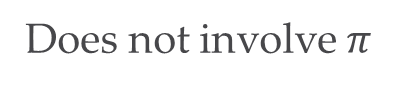 Does not involve π